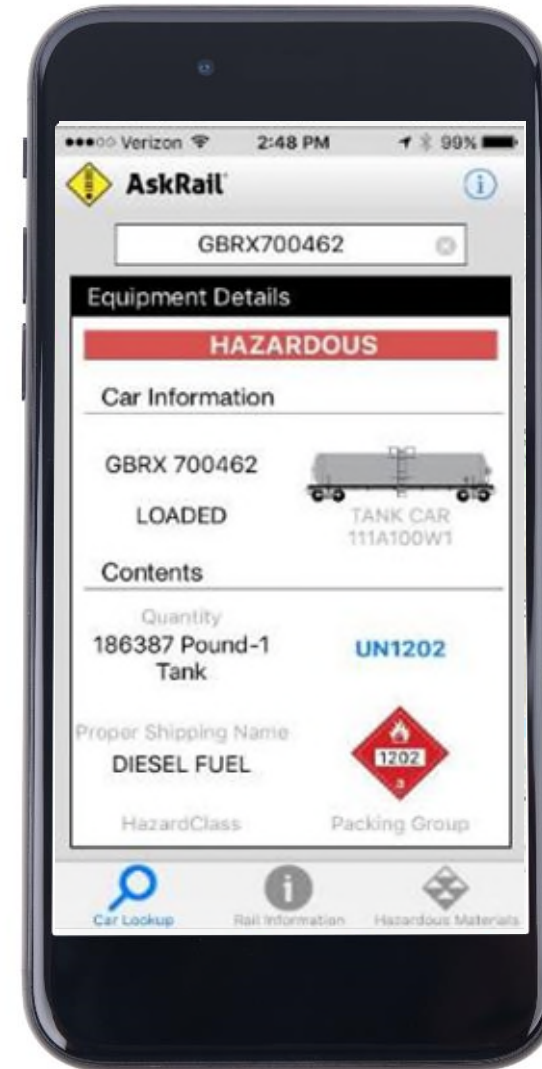 Verizon 2:48 PM 99%
AskRail
GBRX700462
Equipment Details
HAZARDOUS
Car Information
GBRX 700462
LOADED
TANK CAR
111A100W1
Contents
Quantity
186387 Pound-1
Tank
UN1202
Proper Shipping Name
DIESEL FUEL
1202
3
HazardClass
Packing Group
Car Lookup
Rail Information
Hazardous Materials